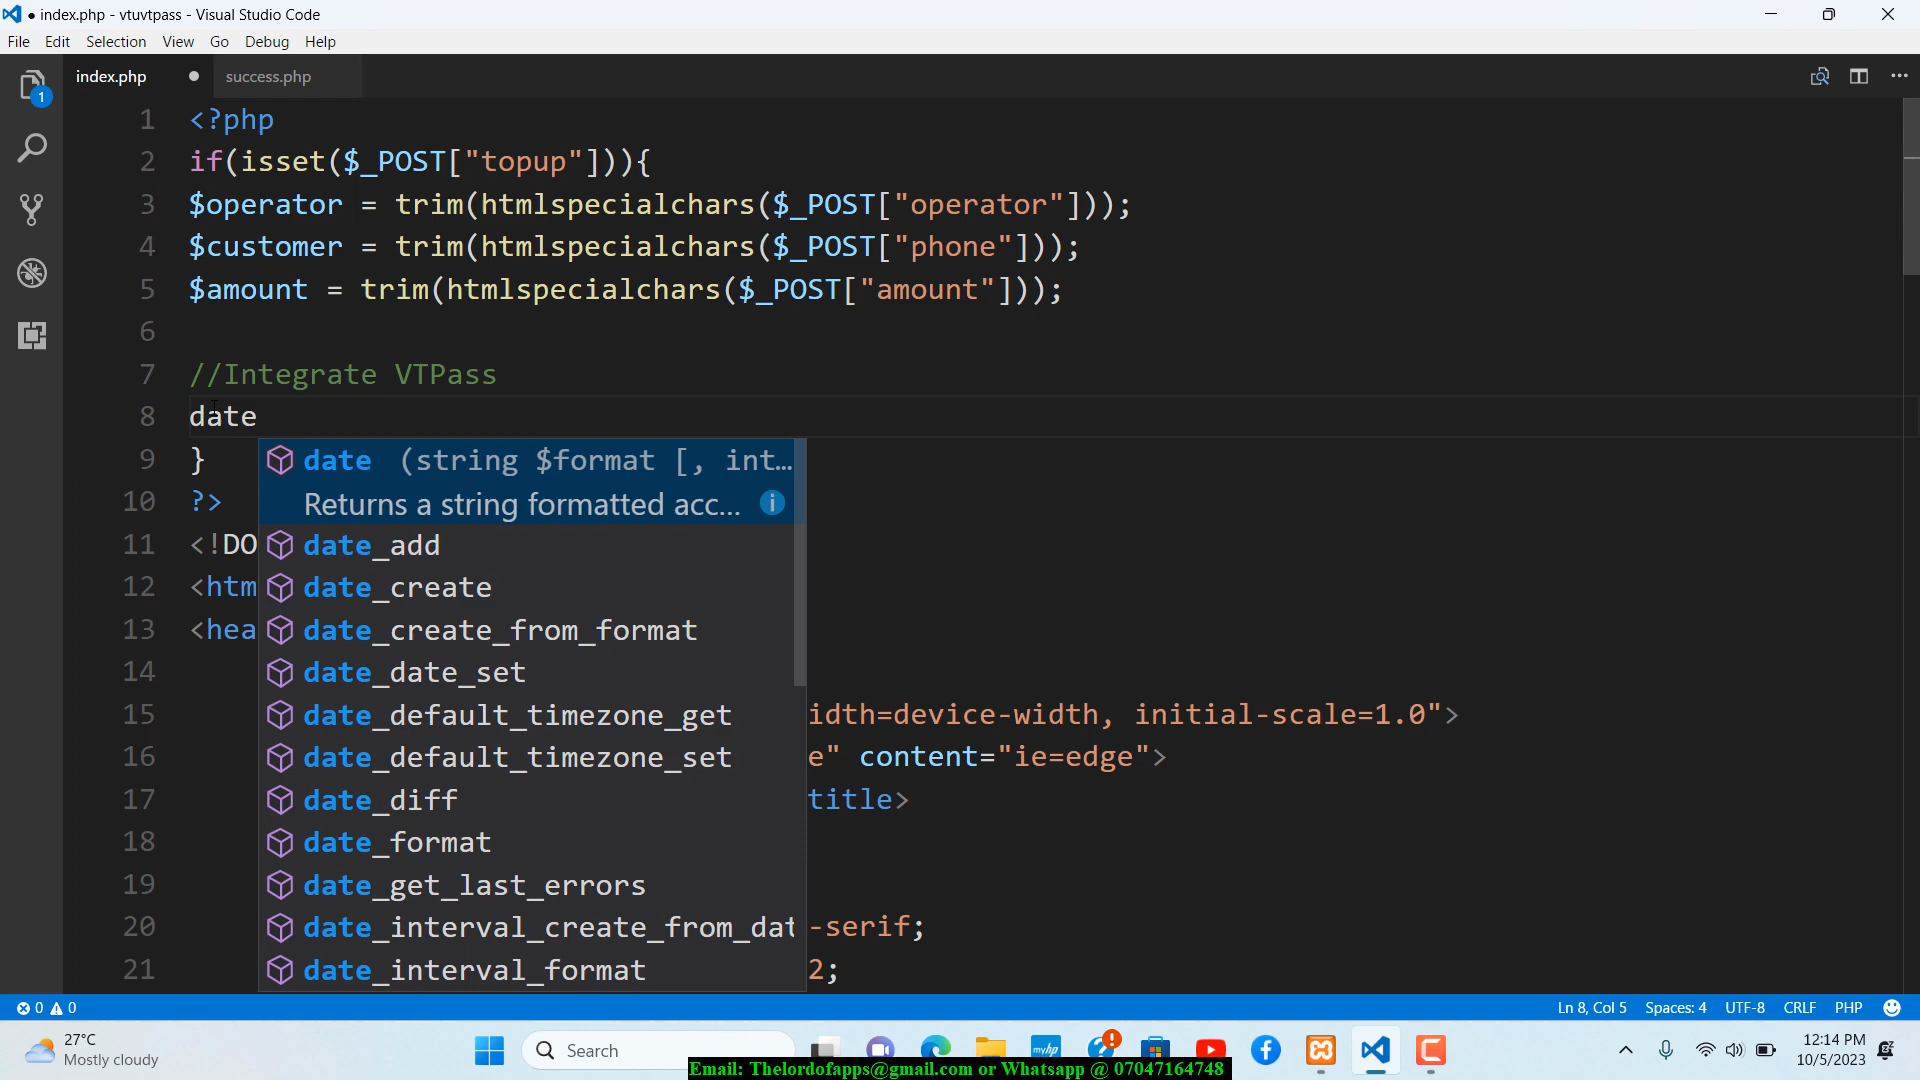 index.php - vtuvtpass - Visual Studio Code
File Edit Selection View Go Debug Help
index.php success.php
1
1 <?php
2 if(isset($_POST["topup"])){
3 $operator = trim(htmlspecialchars($_POST["operator"]));
4 $customer = trim(htmlspecialchars($_POST["phone"]));
5 $amount = trim(htmlspecialchars($_POST["amount"]));
6
7 //Integrate VTPass
8 date
9 } date (string $format [, int...
10 ?> Returns a string formatted acc...
11 <!DO date_add
12 <htm date_create
13 <hea date_create_from_format
14 date_date_set
15 date_default_timezone_get idth=device-width, initial-scale=1.0">
16 date_default_timezone_set e" content="ie=edge">
17 date_diff title>
18 date_format
19 date_get_last_errors
20 date_interval_create_from_dat -serif;
21 date_interval_format 2;
0 0 Ln 8, Col 5 Spaces: 4 UTF-8 CRLF PHP
27°C
Mostly cloudy
Search
myhp
12:14 PM
10/5/2023
Email: Thelordofapps@gmail.com or Whatsapp @ 07047164748